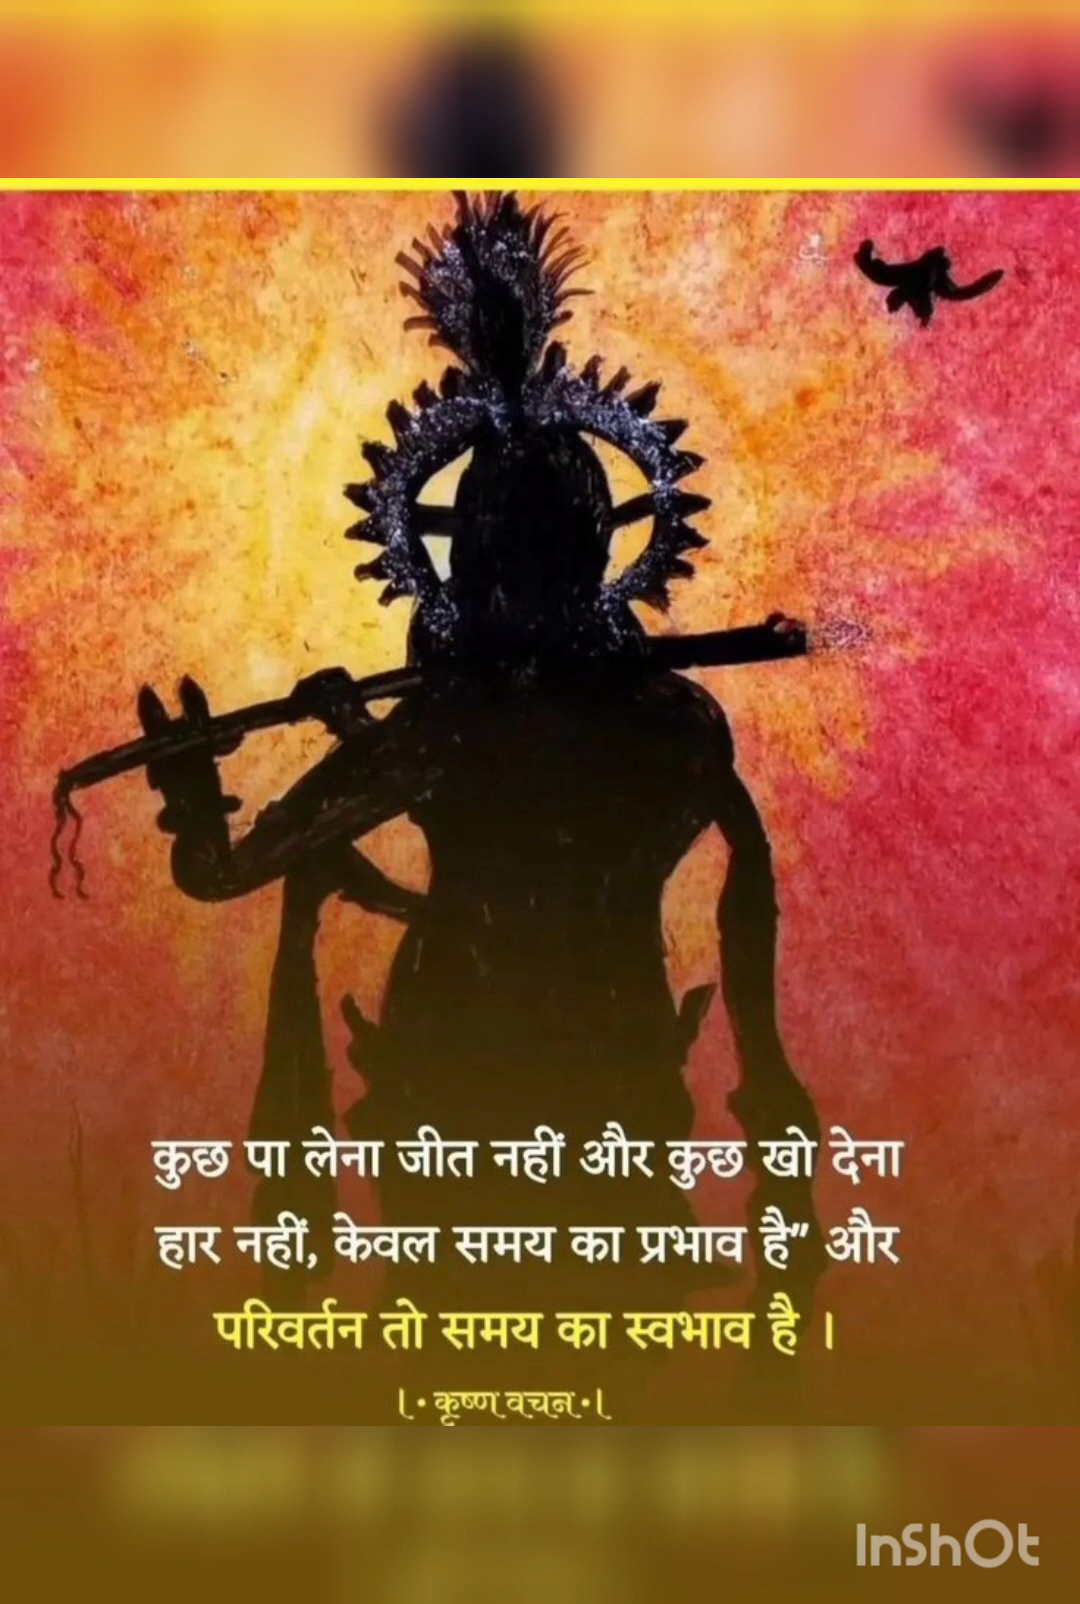 कुछ पा लेना जीत नहीं और कुछ खो देना
हार नहीं, केवल समय का प्रभाव है” और
परिवर्तन तो समय का स्वभाव है ।
।• कृष्ण वचन •।
InShOt